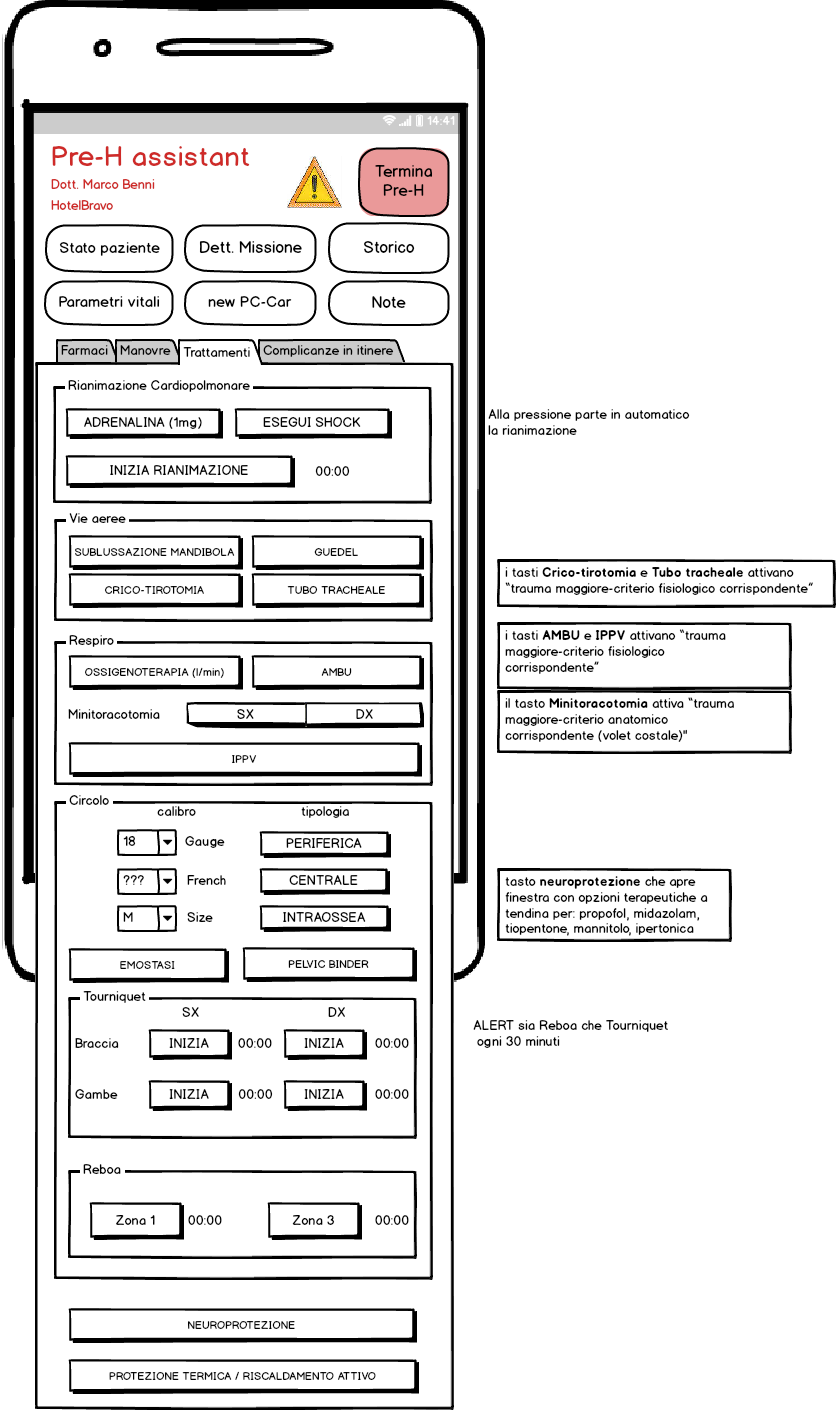 14:41
Pre-H assistant
Dott. Marco Benni
HotelBravo
Termina
Pre-H
Stato paziente
Dett. Missione
Storico
Parametri vitali
new PC-Car
Note
Farmaci
Manovre
Trattamenti
Complicanze in itinere
Rianimazione Cardiopolmonare
ADRENALINA (1mg)
ESEGUI SHOCK
INIZIA RIANIMAZIONE
00:00
Alla pressione parte in automatico
la rianimazione
Vie aeree
SUBLUSSAZIONE MANDIBOLA
GUEDEL
CRICO-TIROTOMIA
TUBO TRACHEALE
i tasti Crico-tirotomia e Tubo tracheale attivano
"trauma maggiore-criterio fisiologico corrispondente"
Respiro
OSSIGENOTERAPIA (l/min)
AMBU
Minitoracotomia
SX
DX
IPPV
i tasti AMBU e IPPV attivano "trauma
maggiore-criterio fisiologico
corrispondente"
il tasto Minitoracotomia attiva "trauma
maggiore-criterio anatomico
corrispondente (volet costale)"
Circolo
calibro
tipologia
18
Gauge
PERIFERICA
???
French
CENTRALE
M
Size
INTRAOSSEA
EMOSTASI
PELVIC BINDER
tasto neuroprotezione che apre
finestra con opzioni terapeutiche a
tendina per: propofol, midazolam,
tiopentone, mannitolo, ipertonica
Tourniquet
SX
DX
Braccia
INIZIA
00:00
INIZIA
00:00
Gambe
INIZIA
00:00
INIZIA
00:00
ALERT sia Reboa che Tourniquet
ogni 30 minuti
Reboa
Zona 1
00:00
Zona 3
00:00
NEUROPROTEZIONE
PROTEZIONE TERMICA / RISCALDAMENTO ATTIVO